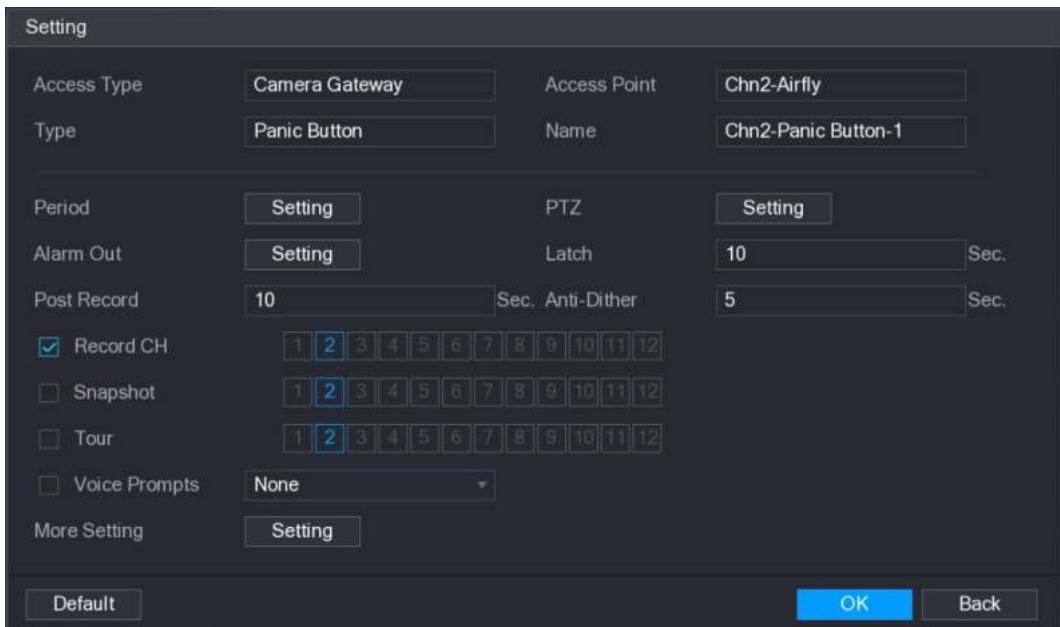 Setting
Access Type Camera Gateway Access Point Chn2-Airfly
Type Panic Button Name Chn2-Panic Button-1
Period Setting PTZ Setting
Alarm Out Setting Latch 10 Sec.
Post Record 10 Sec. Anti-Dither 5 Sec.
Record CH 1 2 3 4 5 6 7 8 9 10 11 12
Snapshot 1 2 3 4 5 6 7 8 9 10 11 12
Tour 1 2 3 4 5 6 7 8 9 10 11 12
Voice Prompts None
More Setting Setting
Default OK Back